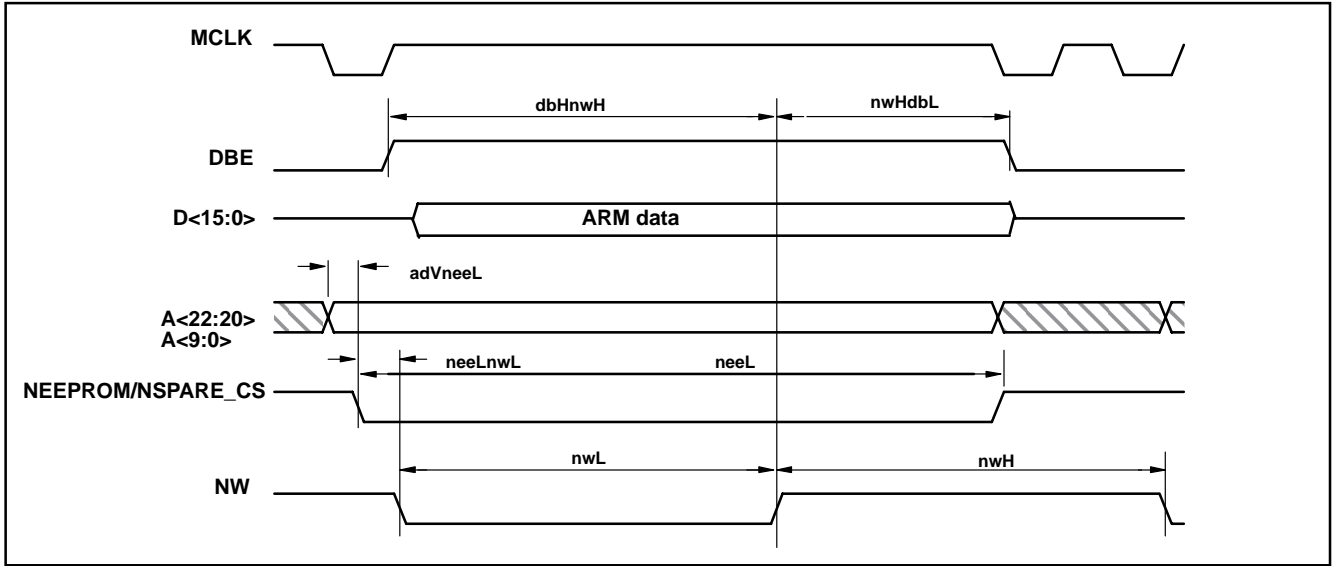 MCLK
dbHnwH
nwHdbL
DBE
D<15:0>
ARM data
adVneeL
A<22:20>
A<9:0>
neeLnwL
neeL
NEEPROM/NSPARE_CS
nwL
nwH
NW